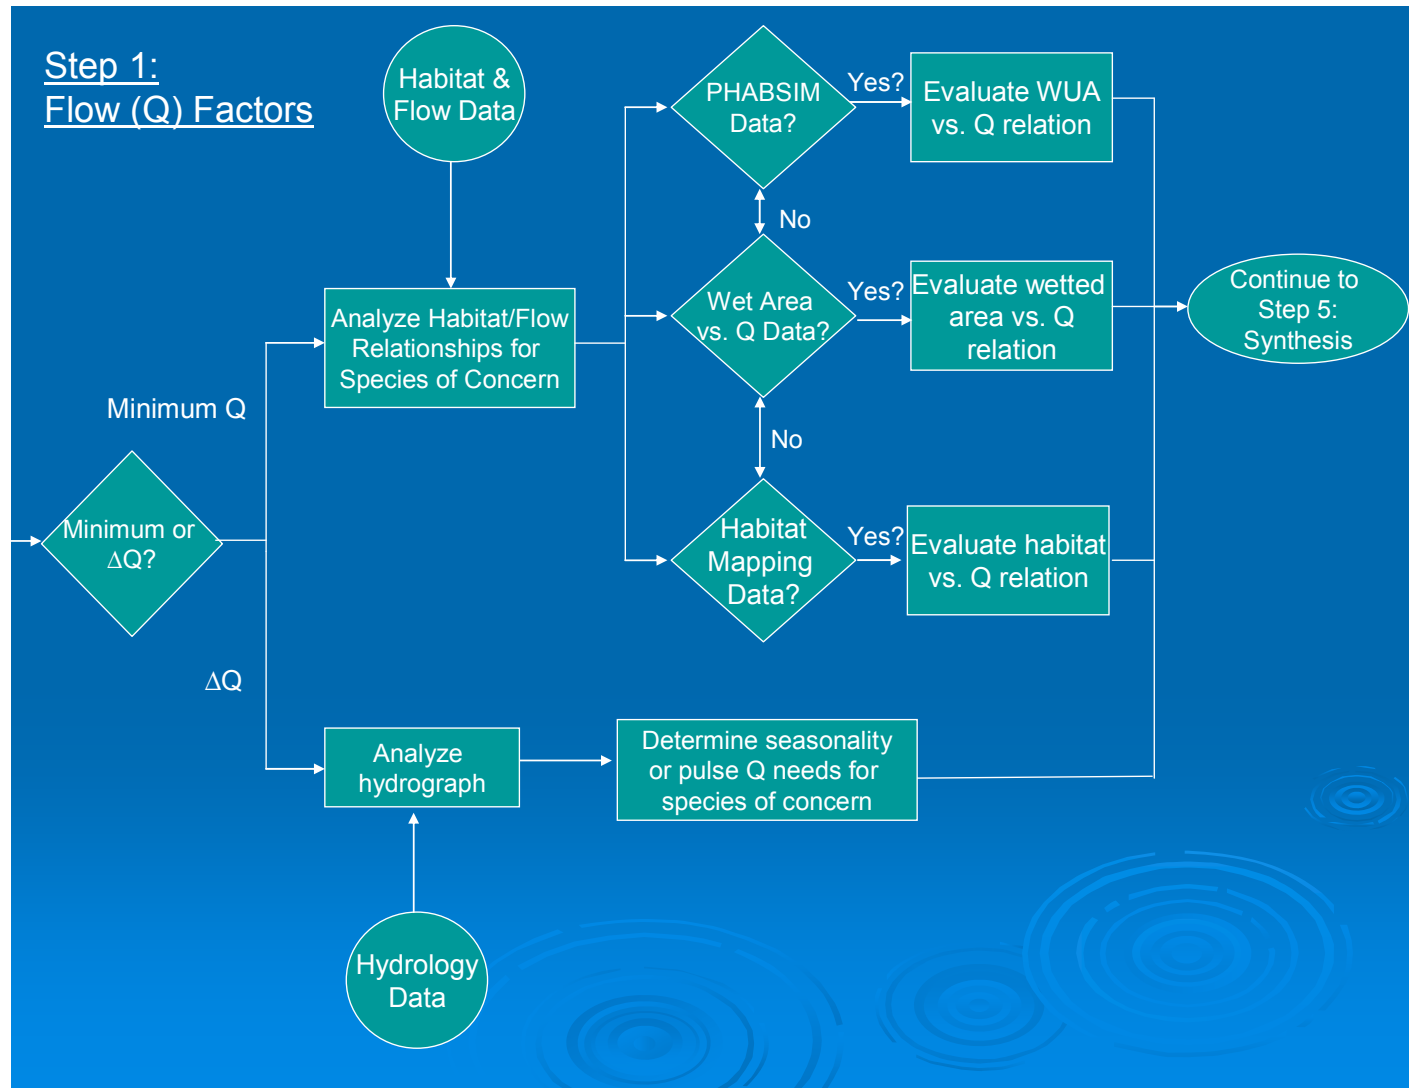 Step 1:
Flow (Q) Factors
Habitat &
Flow Data
PHABSIM
Data?
Yes?
Evaluate WUA
vs. Q relation
No
Analyze Habitat/Flow
Relationships for
Species of Concern
Wet Area
vs. Q Data?
Yes?
Evaluate wetted
area vs. Q
relation
Continue to
Step 5:
Synthesis
Minimum Q
No
Minimum or
ΔQ?
Habitat
Mapping
Data?
Yes?
Evaluate habitat
vs. Q relation
ΔQ
Analyze
hydrograph
Determine seasonality
or pulse Q needs for
species of concern
Hydrology
Data